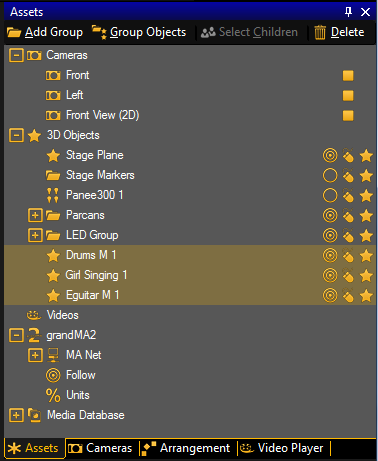 Assets
Add Group Group Objects Select Children Delete
Cameras
Front
Left
Front View (2D)
3D Objects
Stage Plane
Stage Markers
Panee300 1
Parcans
LED Group
Drums M 1
Girl Singing 1
Eguitar M 1
Videos
grandMA2
MA Net
Follow
Units
Media Database
Assets Cameras Arrangement Video Player